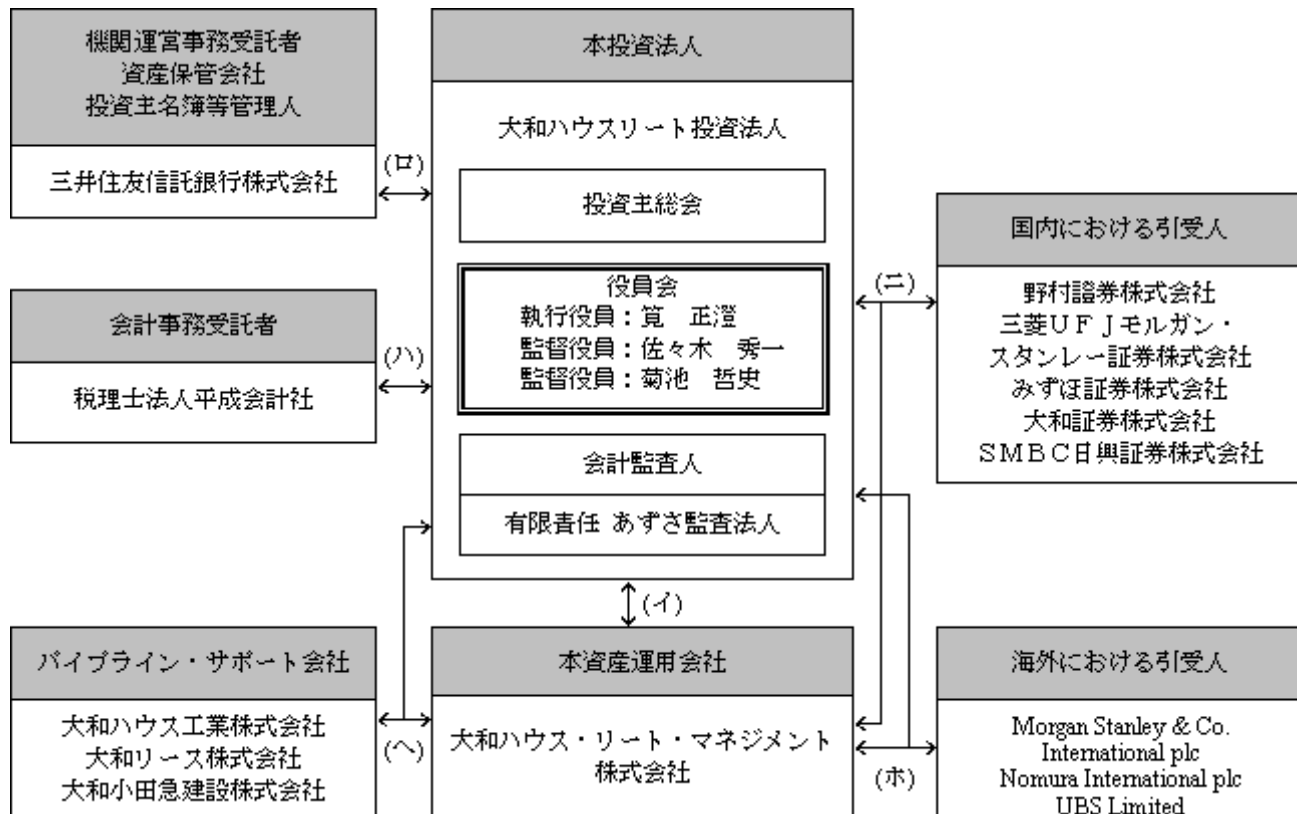 機関運営事務受託者
資産保管会社
投資主名簿等管理人
三井住友信託銀行株式会社
(ロ)
会計事務受託者
税理士法人平成会計社
(ハ)
本投資法人
大和ハウスリート投資法人
投資主総会
役員会
執行役員：筧　正澄
監督役員：佐々木　秀一
監督役員：菊池　哲史
会計監査人
有限責任 あずさ監査法人
(ニ)
国内における引受人
野村證券株式会社
三菱ＵＦＪモルガン・
スタンレー証券株式会社
みずほ証券株式会社
大和証券株式会社
ＳＭＢＣ日興証券株式会社
(イ)
パイプライン・サポート会社
大和ハウス工業株式会社
大和リース株式会社
大和小田急建設株式会社
(ヘ)
本資産運用会社
大和ハウス・リート・マネジメント
株式会社
(ホ)
海外における引受人
Morgan Stanley & Co.
International plc
Nomura International plc
UBS Limited